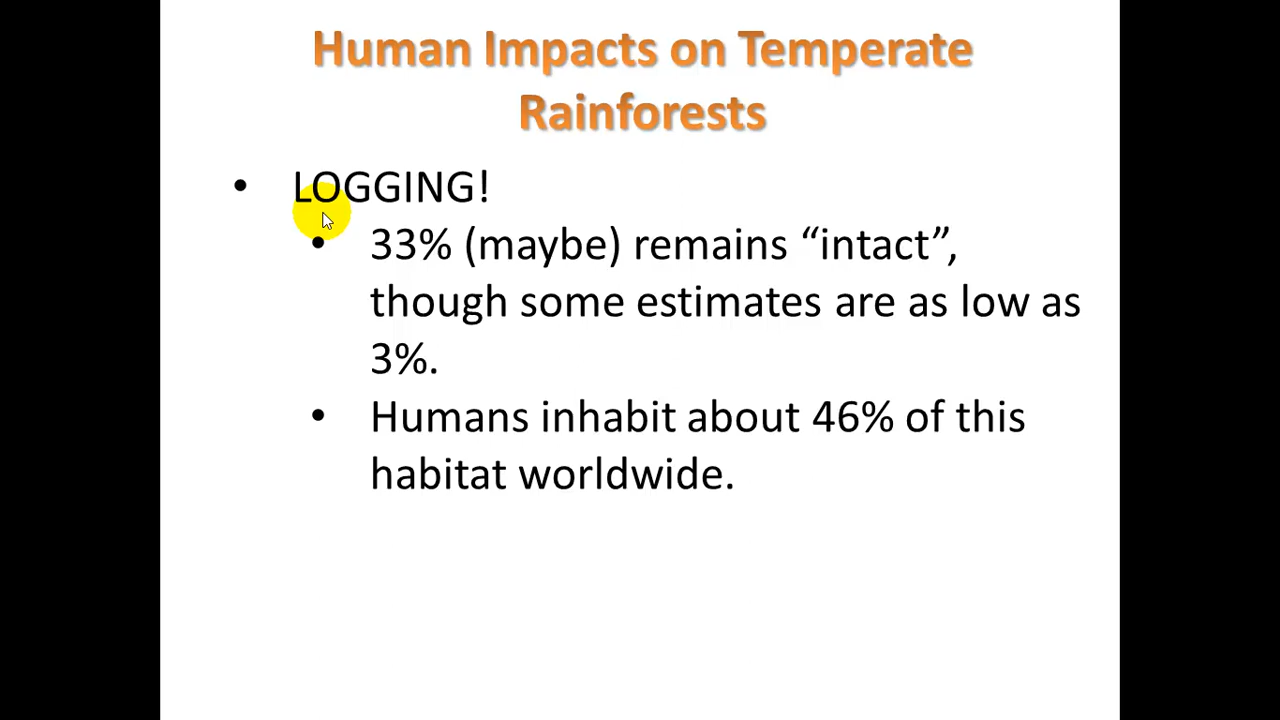 Human Impacts on Temperate
Rainforests
• LOGGING!
• 33% (maybe) remains “intact”,
though some estimates are as low as
3%.
• Humans inhabit about 46% of this
habitat worldwide.